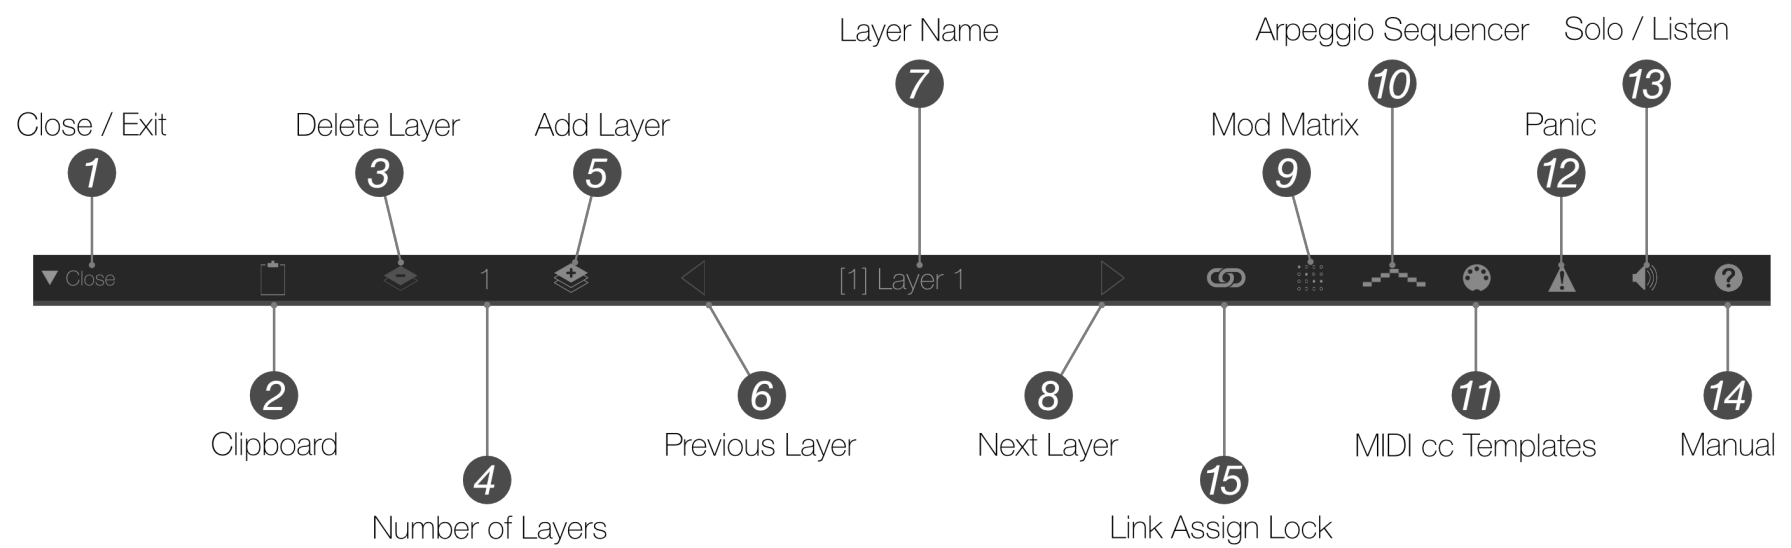 Layer Name
Arpeggio Sequencer
Solo / Listen
7
10
13
Close / Exit
Delete Layer
Add Layer
Mod Matrix
Panic
1
3
5
9
12
Close
1
[1] Layer 1
?
2
6
8
11
14
Clipboard
Previous Layer
Next Layer
MIDI cc Templates
Manual
4
15
Number of Layers
Link Assign Lock